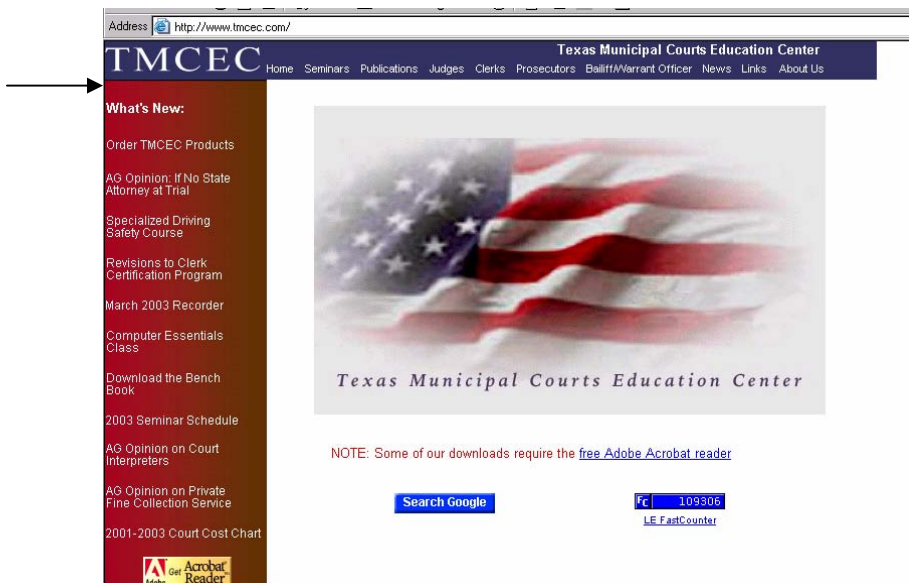 Address http://www.tmcec.com/
TMCEC
Texas Municipal Courts Education Center
Home Seminars Publications Judges Clerks Prosecutors Bailiff/Warrant Officer News Links About Us
What's New:
Order TMCEC Products
AG Opinion: If No State
Attorney at Trial
Specialized Driving
Safety Course
Revisions to Clerk
Certification Program
March 2003 Recorder
Computer Essentials
Class
Download the Bench
Book
2003 Seminar Schedule
AG Opinion on Court
Interpreters
AG Opinion on Private
Fine Collection Service
2001-2003 Court Cost Chart
Get Acrobat
Adobe Reader
Texas Municipal Courts Education Center
NOTE: Some of our downloads require the free Adobe Acrobat reader
Search Google
FC 109306
LE FastCounter